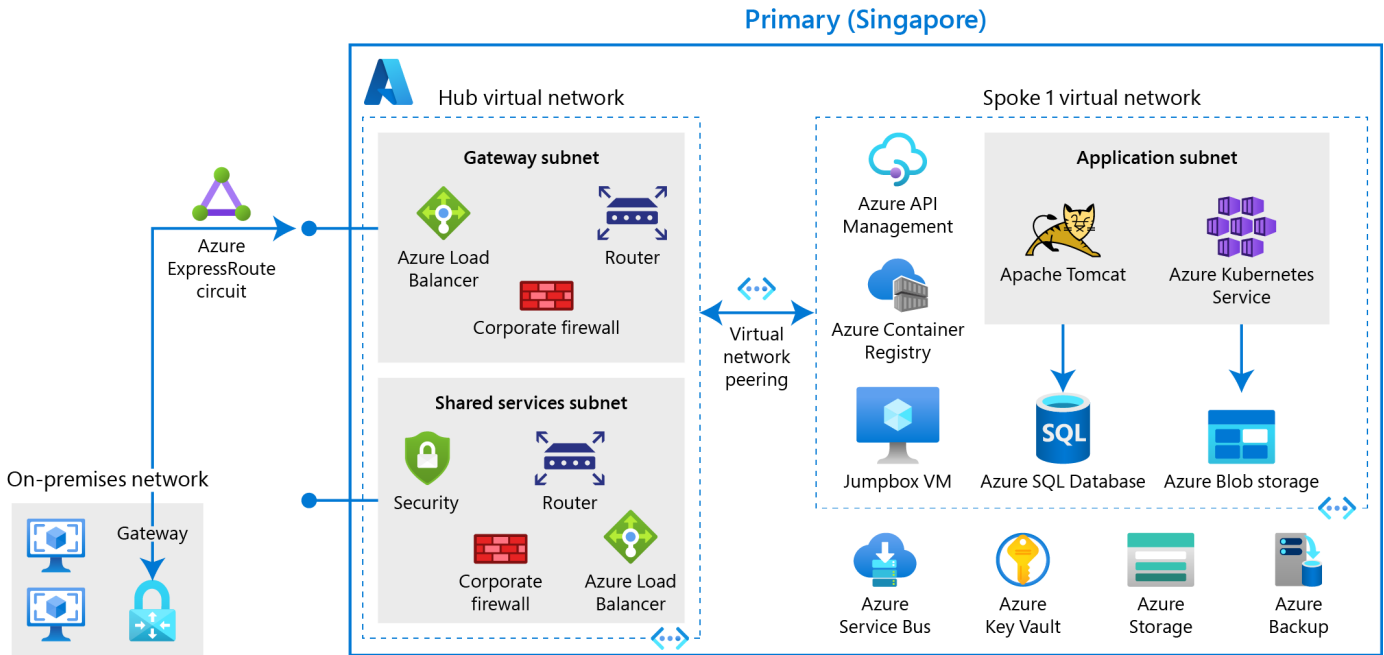 Primary (Singapore)
Hub virtual network
Spoke 1 virtual network
Gateway subnet
Azure Load
Balancer
Router
Corporate firewall
Shared services subnet
Security
Router
Corporate
firewall
Azure Load
Balancer
Azure
ExpressRoute
circuit
On-premises network
Gateway
Virtual
network
peering
Azure API
Management
Azure Container
Registry
Jumpbox VM
Application subnet
Apache Tomcat
Azure Kubernetes
Service
SQL
Azure SQL Database
Azure Blob storage
Azure
Service Bus
Azure
Key Vault
Azure
Storage
Azure
Backup